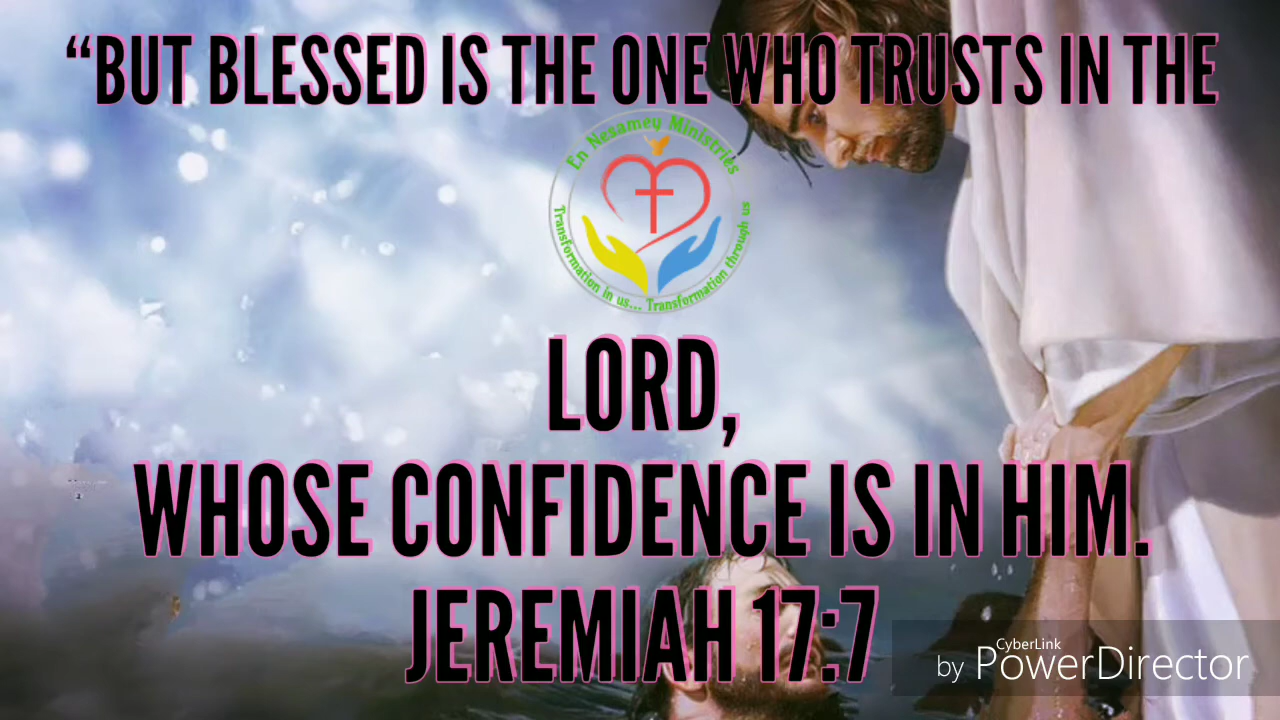 “BUT BLESSED IS THE ONE WHO TRUSTS IN THE
En Nesamey Ministries
Transformation in us... Transformation through us
LORD,
WHOSE CONFIDENCE IS IN HIM.
JEREMIAH 17:7
CyberLink
by PowerDirector